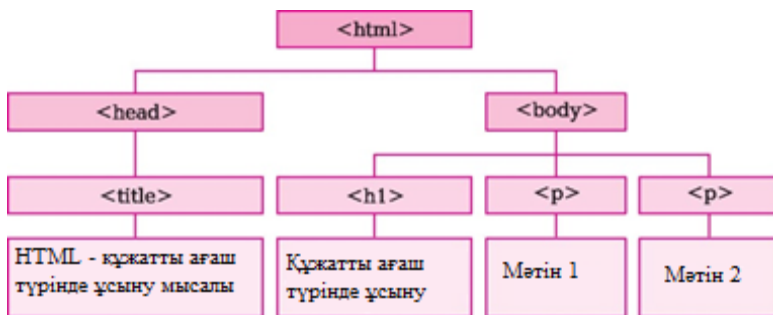 <html>
<head>
<body>
<title>
<h1>
<p>
<p>
HTML - құжатты ағаш
түрінде ұсыну мысалы
Құжатты ағаш
түрінде ұсыну
Мәтін 1
Мәтін 2